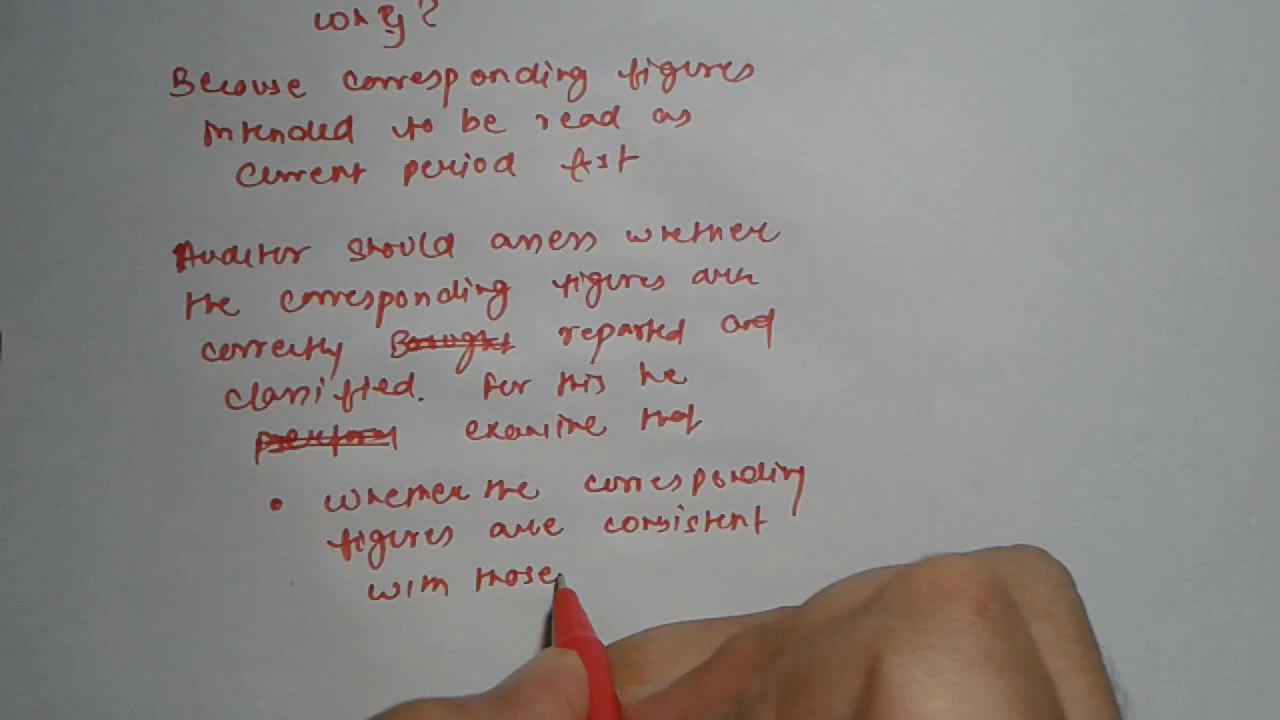 why?
Because corresponding figures
intended to be read as
current period fist
Auditor should assess whether
the corresponding figures are
correctly reported and
classified. For this he
perform examine that
• Whether the corresponding
figures are consistent
with those